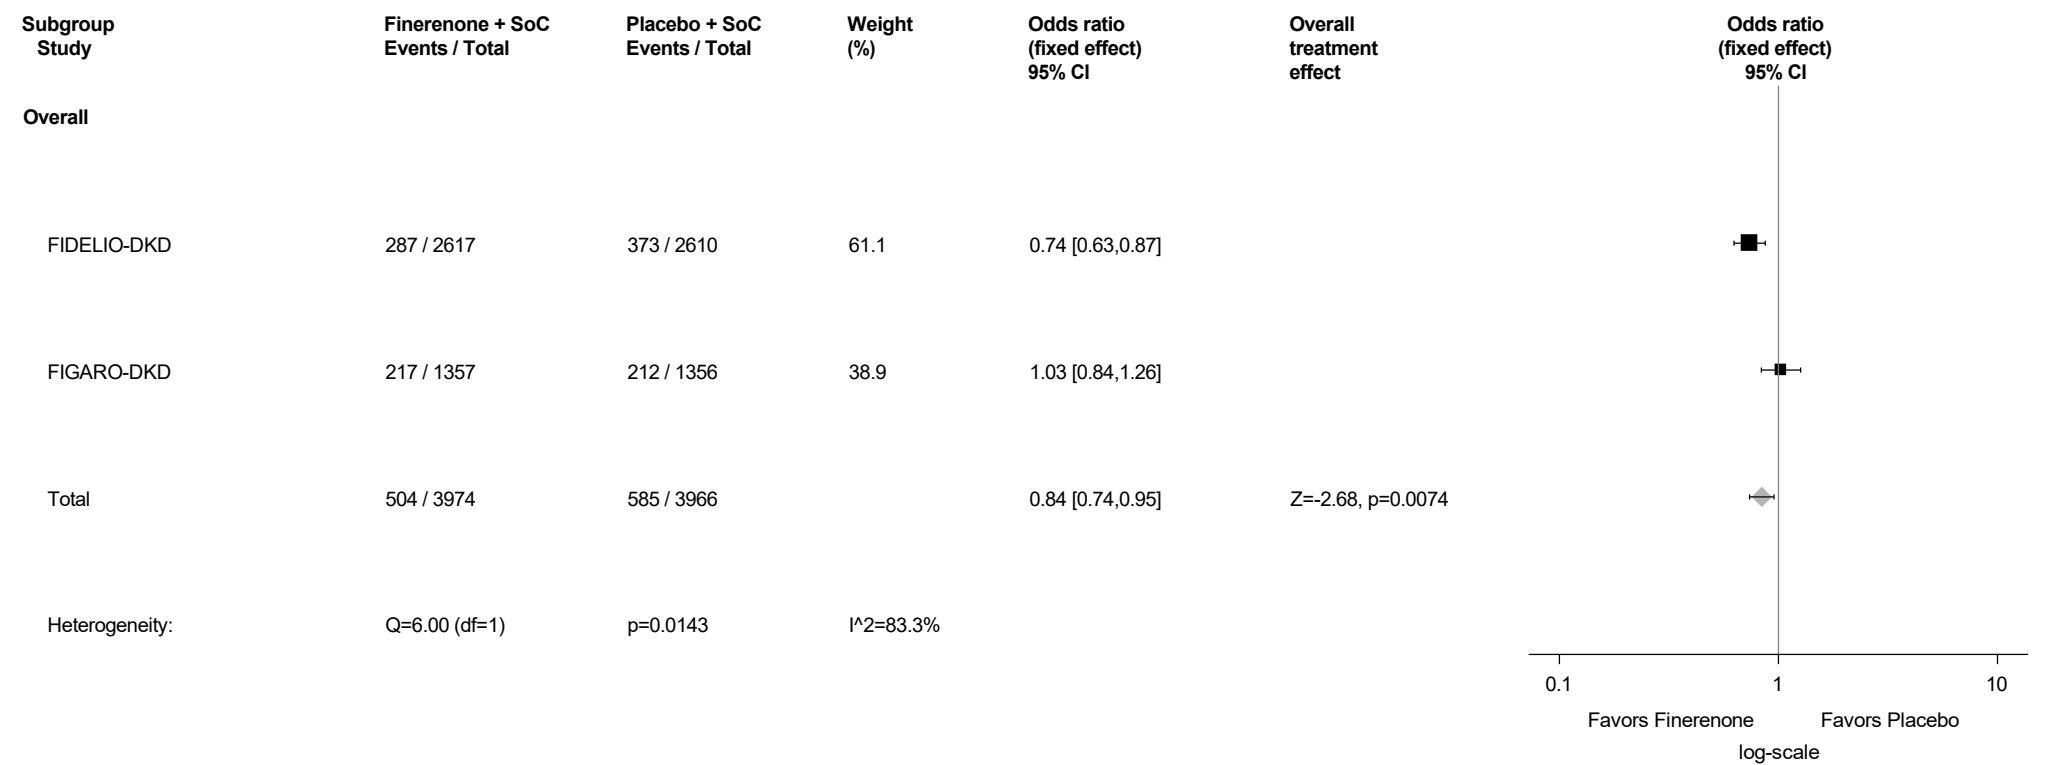 Subgroup Finerenone + SoC Placebo + SoC Weight Odds ratio Overall Odds ratio
Study Events / Total Events / Total (%) (fixed effect) treatment (fixed effect)
95% CI effect 95% CI
Overall
FIDELIO-DKD 287 / 2617 373 / 2610 61.1 0.74 [0.63,0.87]
FIGARO-DKD 217 / 1357 212 / 1356 38.9 1.03 [0.84,1.26]
Total 504 / 3974 585 / 3966 0.84 [0.74,0.95] Z=-2.68, p=0.0074
Heterogeneity: Q=6.00 (df=1) p=0.0143 I^2=83.3%
0.1 1 10
Favors Finerenone Favors Placebo
log-scale